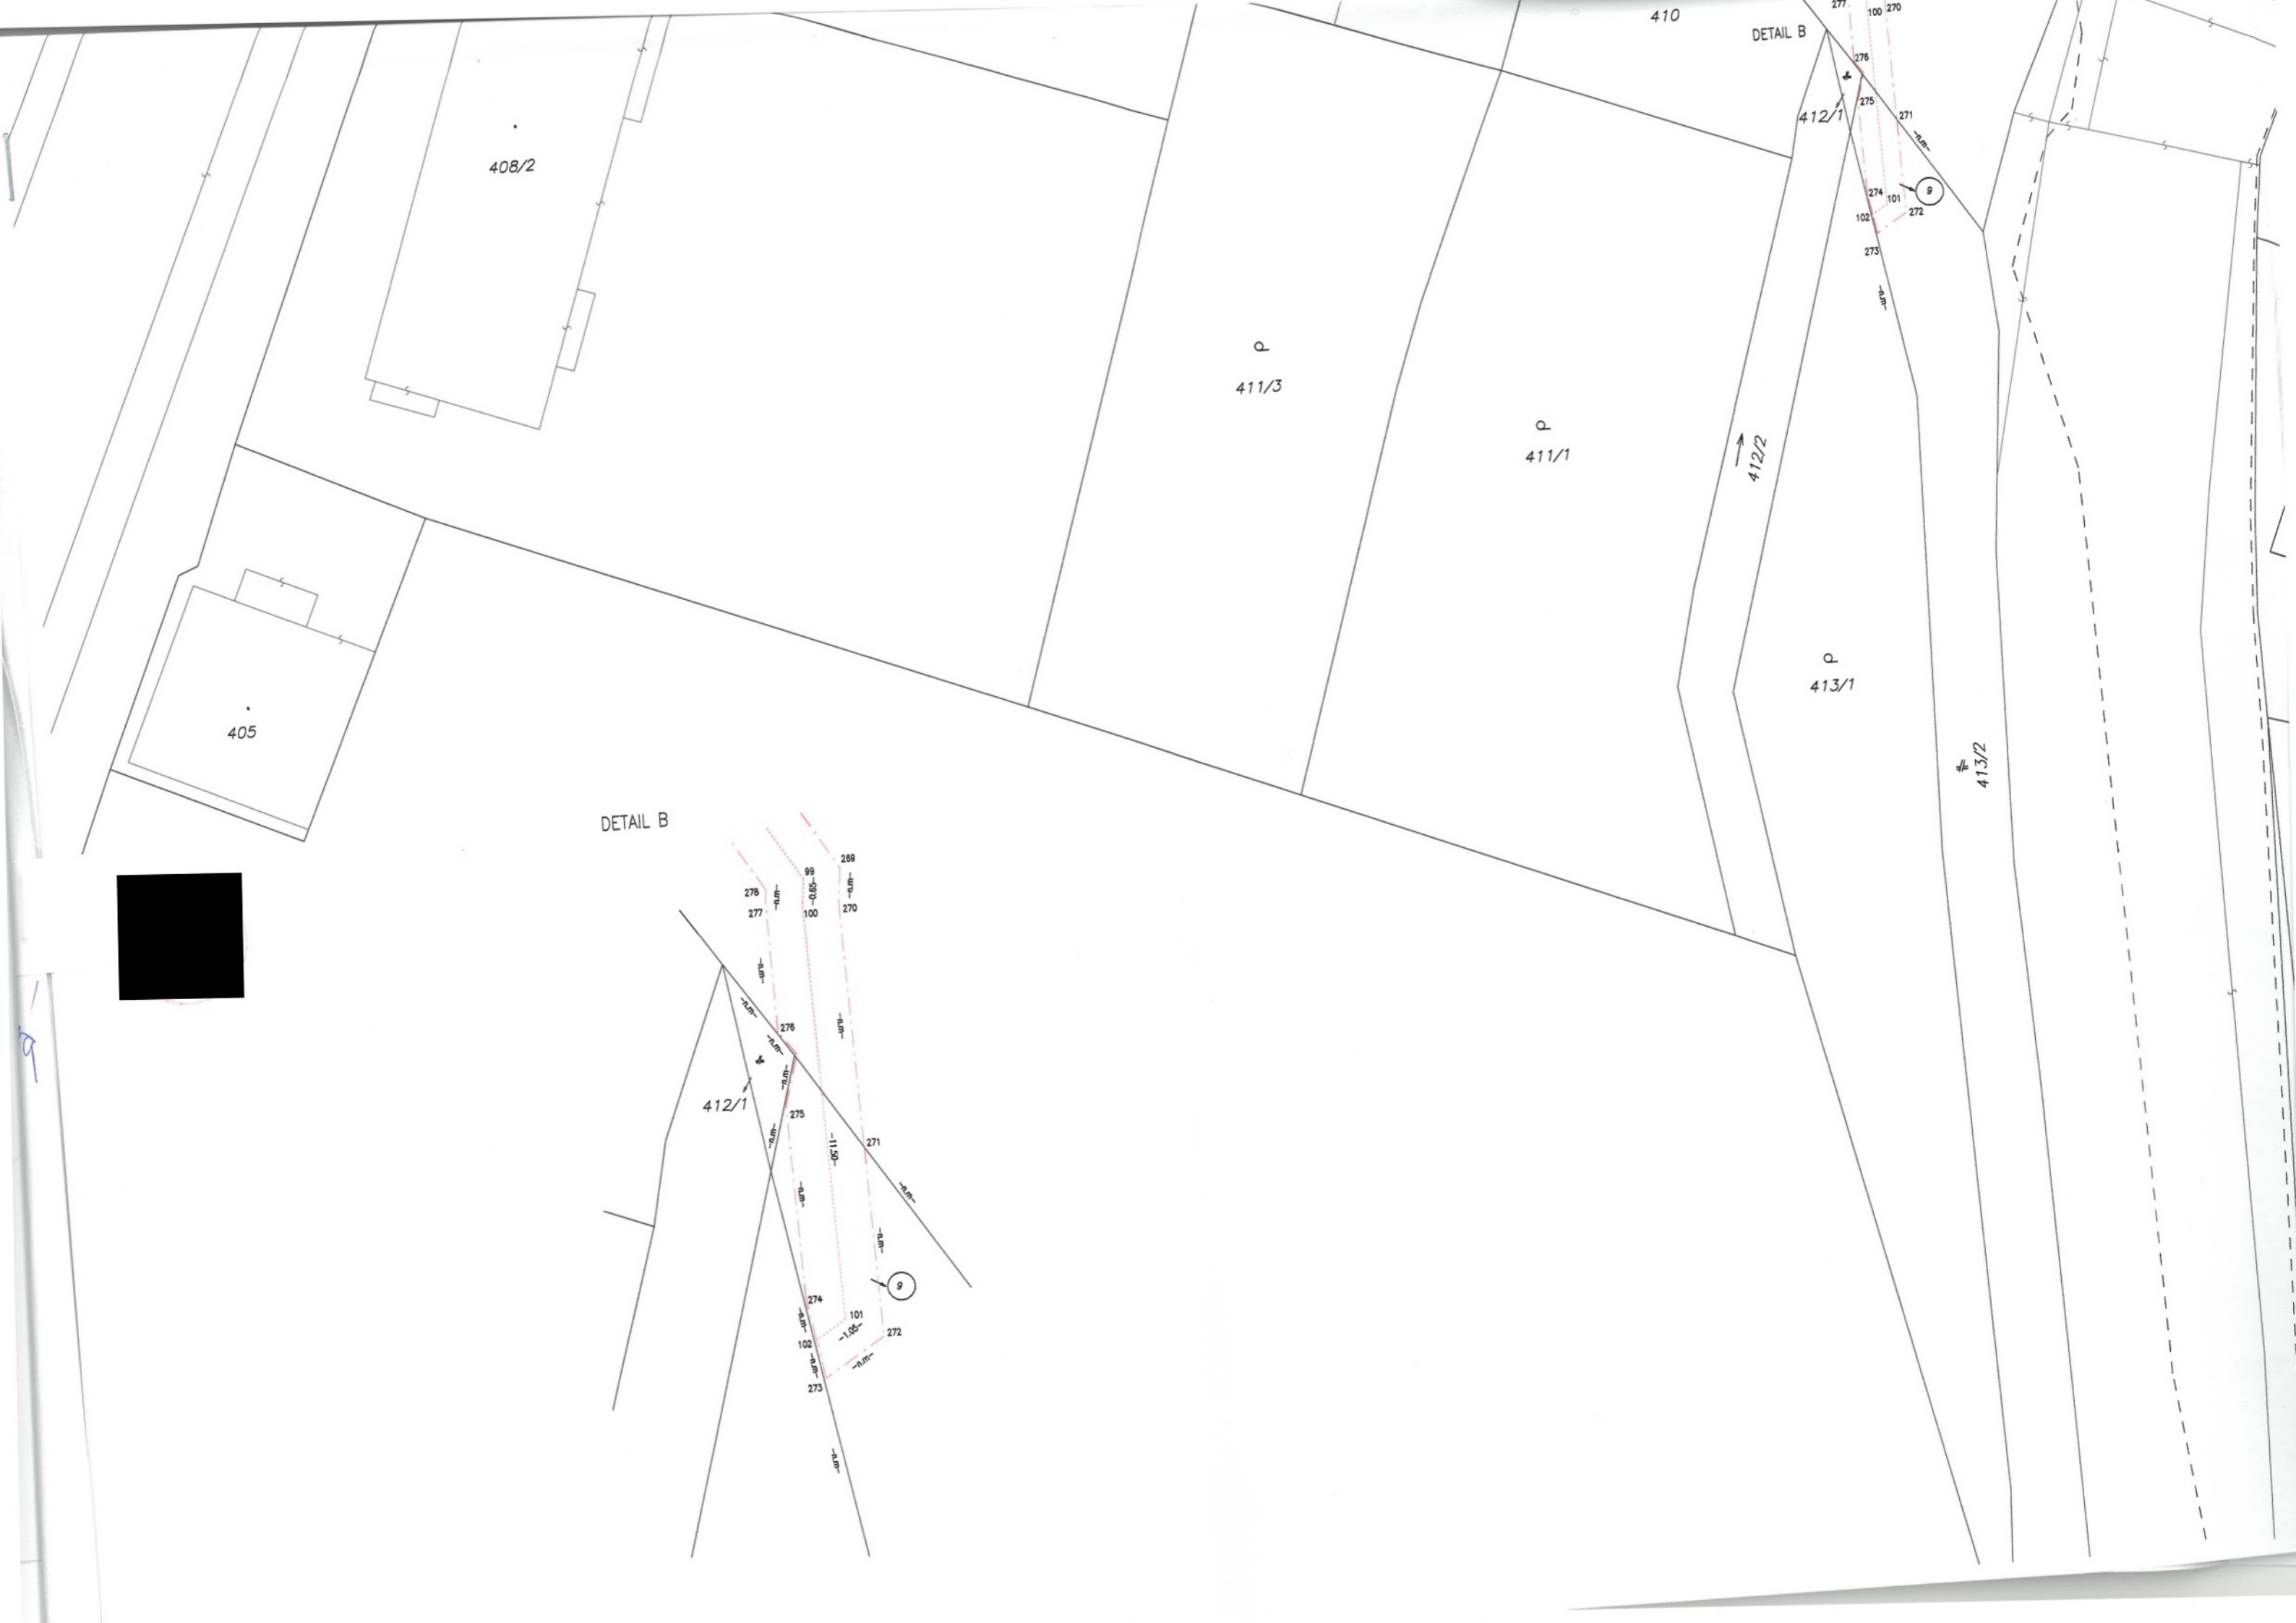 410
277
100
270
DETAIL B
276
275
412/1
271
-n.m-
274
101
9
102
272
273
-n.m-
408/2
411/3
411/1
412/2
413/1
413/2
405
DETAIL B
269
99
278
-n.m-
-0.65-
-n.m-
277
100
270
-n.m-
-n.m-
-n.m-
276
-n.m-
-n.m-
412/1
275
-n.m-
-11.50-
271
-n.m-
-n.m-
-n.m-
9
274
-n.m-
101
-1.05-
272
102
-n.m-
-n.m-
273
-n.m-